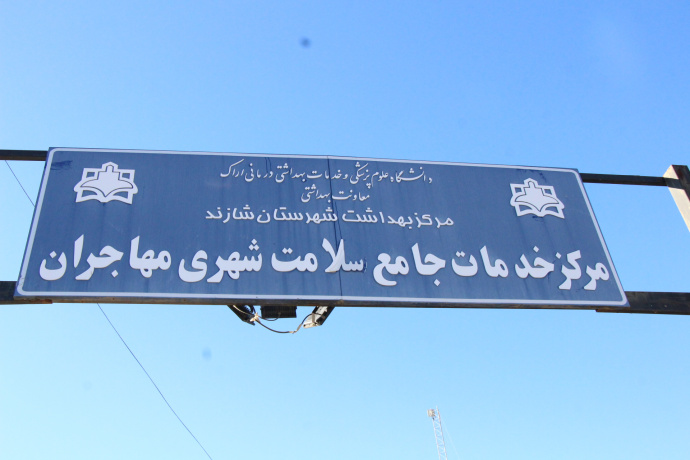 دانشگاه علوم پزشکی و خدمات بهداشتی درمانی اراک
معاونت بهداشتی
مرکز بهداشت شهرستان شازند
مرکز خدمات جامع سلامت شهری مهاجران